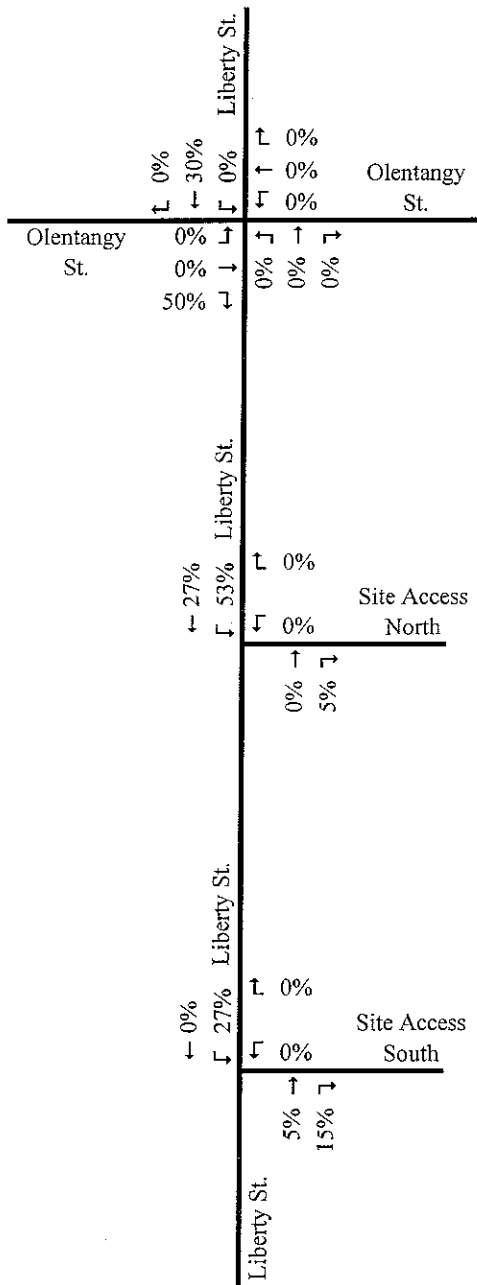 Liberty St.
0%
30%
0%
0%
0%
0%
Olentangy
St.
Olentangy
St.
0%
0%
50%
0%
0%
0%
Liberty St.
27%
53%
0%
0%
Site Access
North
0%
5%
Liberty St.
0%
27%
0%
0%
Site Access
South
5%
15%
Liberty St.